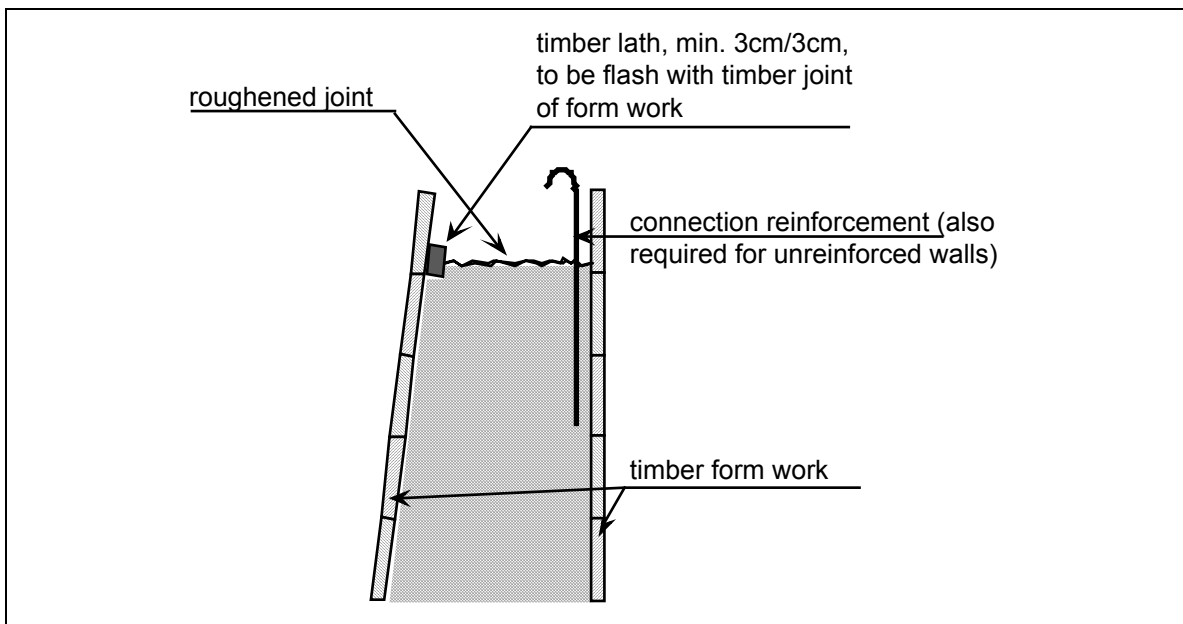 timber lath, min. 3cm/3cm,
to be flash with timber joint
of form work
roughened joint
connection reinforcement (also
required for unreinforced walls)
timber form work